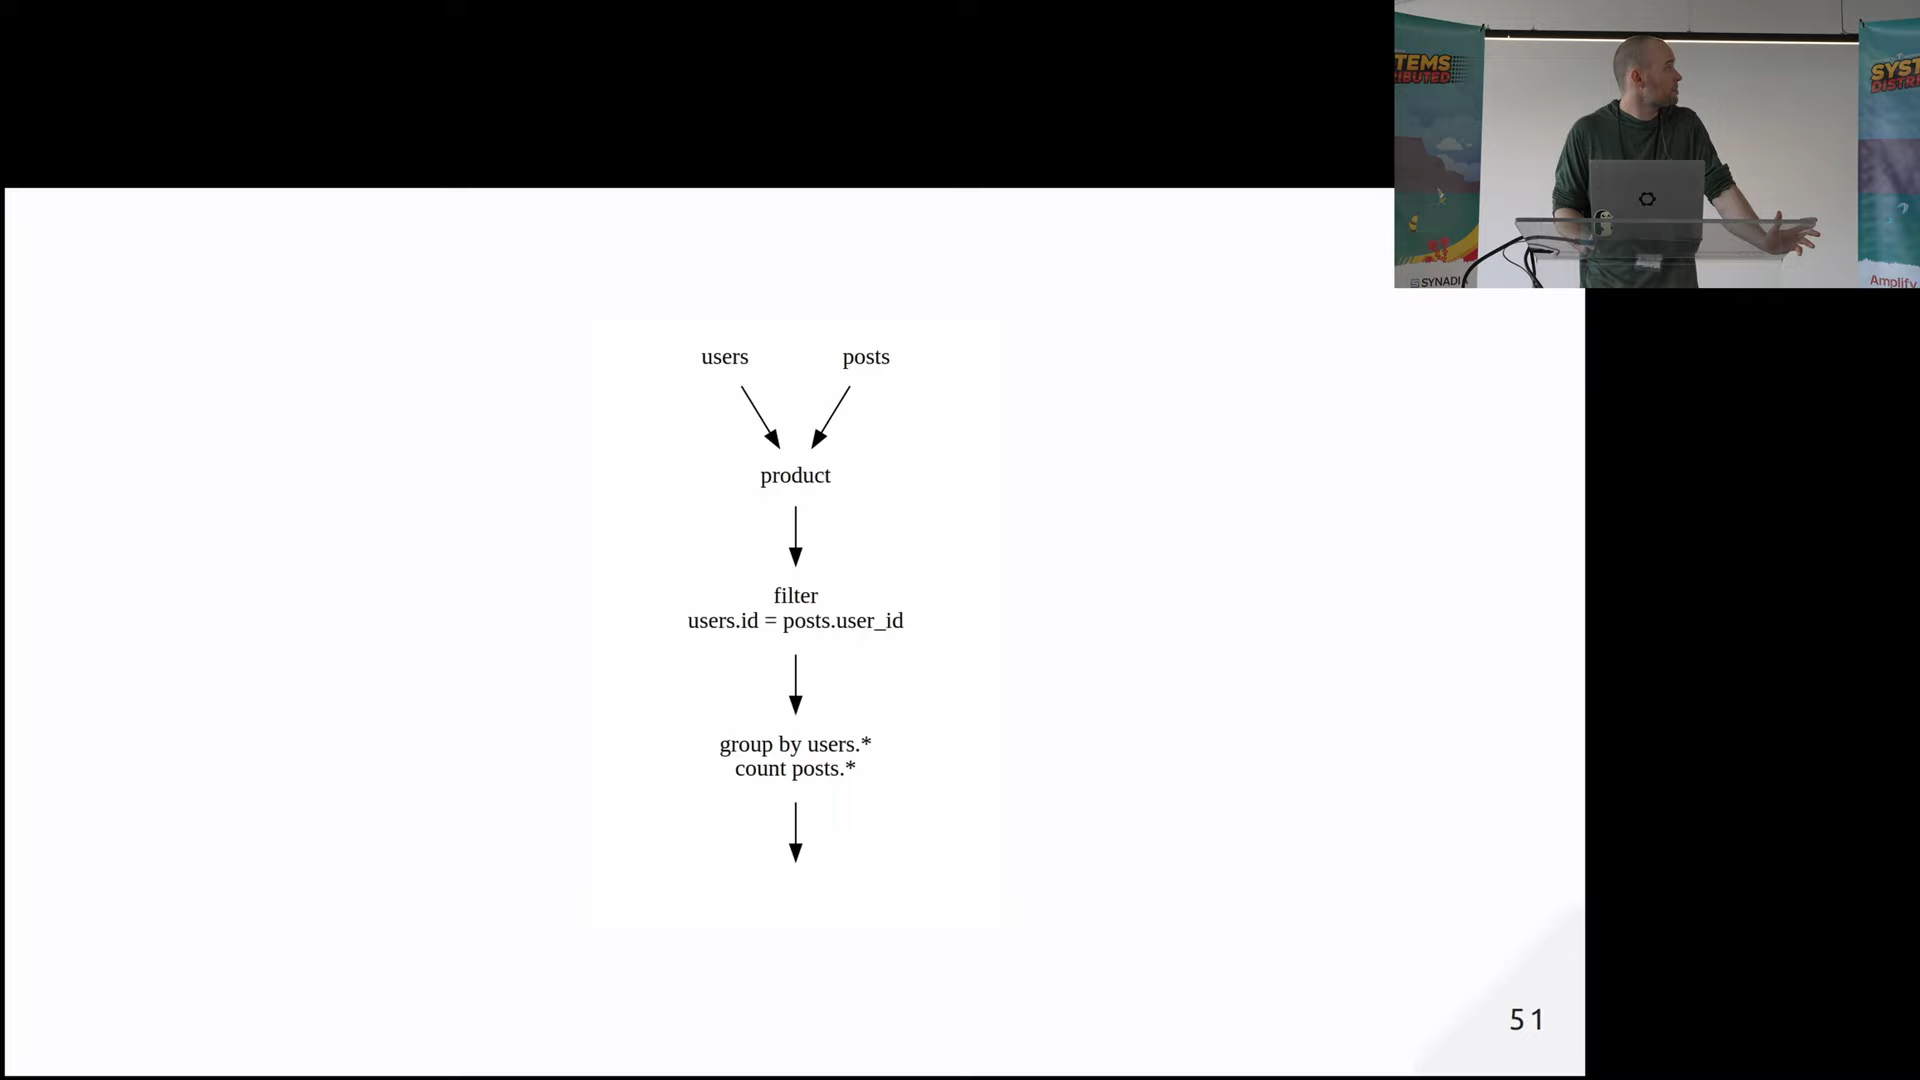 TEMS
IBUTED
SYST
DISTRI
SYNADI
Amplify
users
posts
product
filter
users.id = posts.user_id
group by users.*
count posts.*
51